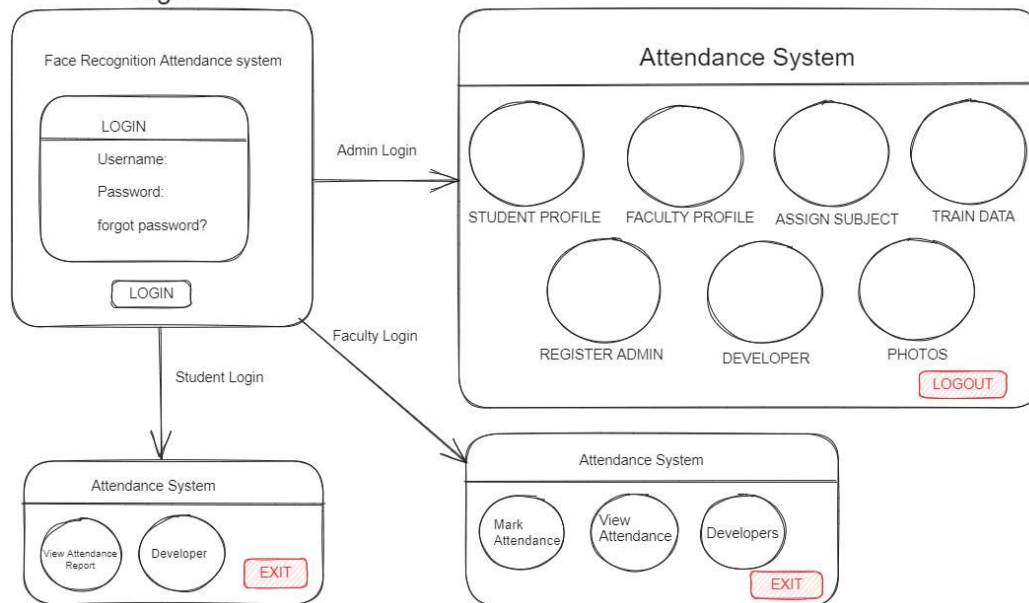 Face Recognition Attendance system
LOGIN
Username:
Password:
forgot password?
LOGIN
Admin Login
Attendance System
STUDENT PROFILE
FACULTY PROFILE
ASSIGN SUBJECT
TRAIN DATA
REGISTER ADMIN
DEVELOPER
PHOTOS
LOGOUT
Faculty Login
Student Login
Attendance System
View Attendance
Report
Developer
EXIT
Attendance System
Mark
Attendance
View
Attendance
Developers
EXIT